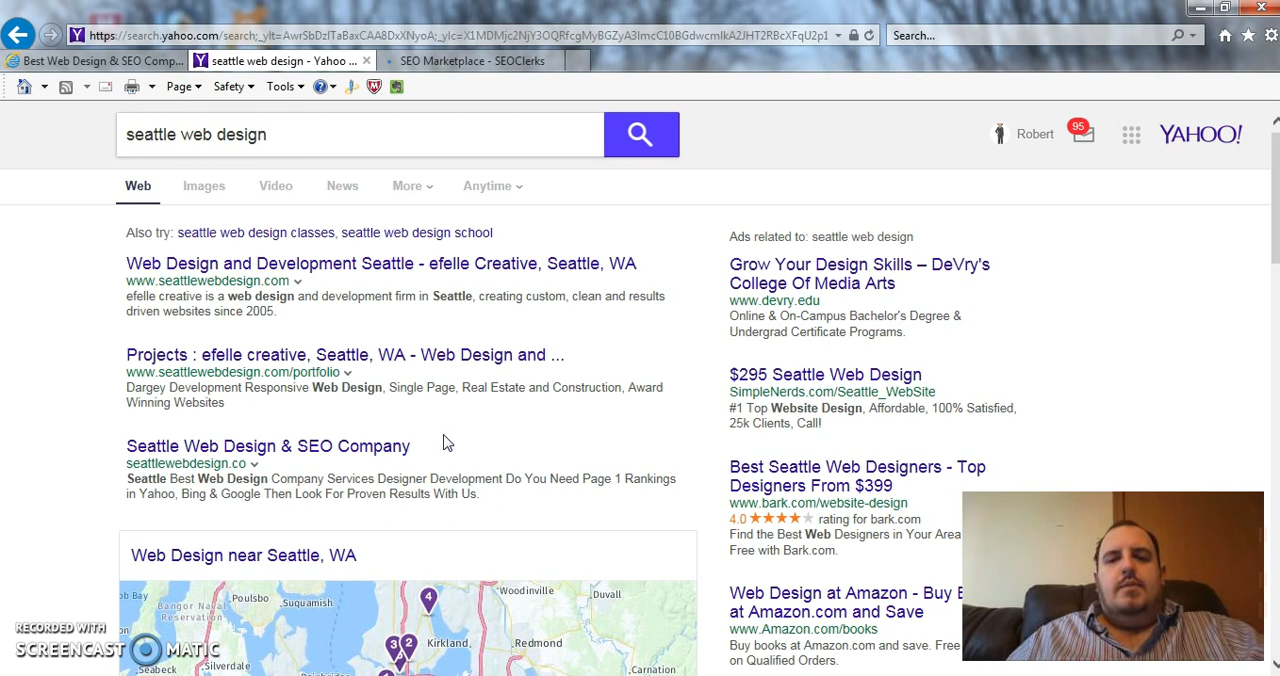 https://search.yahoo.com/search;_ylt=AwrSbDzlTaBaxCAA8DxXNyoA;_ylc=X1MDMjc2NjY3OQRfcgMyBGZyA3lmcC10BGdwcmlkA2JHT2RBcXFqU2p1
Search...
Best Web Design & SEO Comp...
seattle web design - Yahoo ...
SEO Marketplace - SEOClerks
Page
Safety
Tools
seattle web design
95
Robert
YAHOO!
Web
Images
Video
News
More
Anytime
Also try: seattle web design classes, seattle web design school
Web Design and Development Seattle - efelle Creative, Seattle, WA
www.seattlewebdesign.com
efelle creative is a web design and development firm in Seattle, creating custom, clean and results
driven websites since 2005.
Projects : efelle creative, Seattle, WA - Web Design and ...
www.seattlewebdesign.com/portfolio
Dargey Development Responsive Web Design, Single Page, Real Estate and Construction, Award
Winning Websites
Seattle Web Design & SEO Company
seattlewebdesign.co
Seattle Best Web Design Company Services Designer Development Do You Need Page 1 Rankings
in Yahoo, Bing & Google Then Look For Proven Results With Us.
Web Design near Seattle, WA
Bay
Poulsbo
Suquamish
Bangor Naval
Reservation
Silverdale
Seabeck
4
3
2
Woodinville
Duvall
Kirkland
Redmond
Carnation
RECORDED WITH
SCREENCAST MATIC
Ads related to: seattle web design
Grow Your Design Skills – DeVry's
College Of Media Arts
www.devry.edu
Online & On-Campus Bachelor's Degree &
Undergrad Certificate Programs.
$295 Seattle Web Design
SimpleNerds.com/Seattle_WebSite
#1 Top Website Design, Affordable, 100% Satisfied,
25k Clients, Call!
Best Seattle Web Designers - Top
Designers From $399
www.bark.com/website-design
4.0 rating for bark.com
Find the Best Web Designers in Your Area
Free with Bark.com.
Web Design at Amazon - Buy
at Amazon.com and Save
www.Amazon.com/books
Buy books at Amazon.com and save. Free
on Qualified Orders.